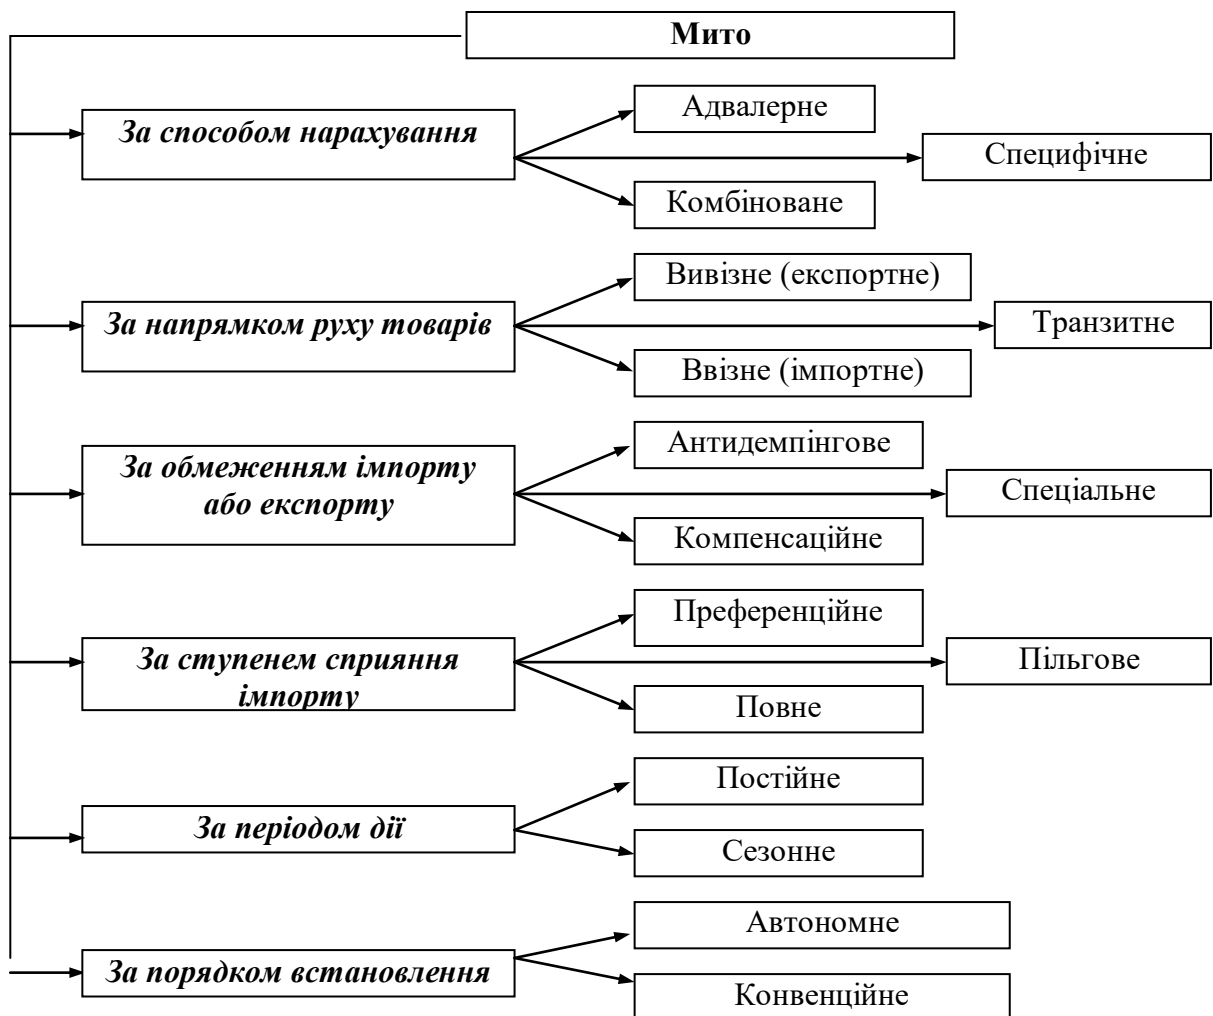 Мито
За способом нарахування
Адвалерне
Специфічне
Комбіноване
За напрямком руху товарів
Вивізне (експортне)
Транзитне
Ввізне (імпортне)
За обмеженням імпорту
або експорту
Антидемпінгове
Спеціальне
Компенсаційне
За ступенем сприяння
імпорту
Преференційне
Пільгове
Повне
За періодом дії
Постійне
Сезонне
За порядком встановлення
Автономне
Конвенційне